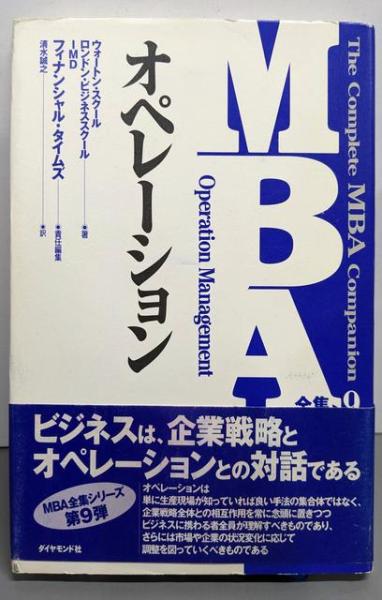 The Complete MBA Companion
MBA
全集
9
Operation Management
オペレーション
ウォートン・スクール
ロンドン・ビジネススクール
IMD
●著
フィナンシャル・タイムズ
●責任編集
清水誠之
●訳
ビジネスは、企業戦略と
オペレーションとの対話である
MBA全集シリーズ
第9弾
オペレーションは
単に生産現場が知っていれば良い手法の集合体ではなく、
企業戦略全体との相互作用を常に念頭に置きつつ
ビジネスに携わる者全員が理解すべきものであり、
さらには市場や企業の状況変化に応じて
調整を図っていくべきものである
ダイヤモンド社